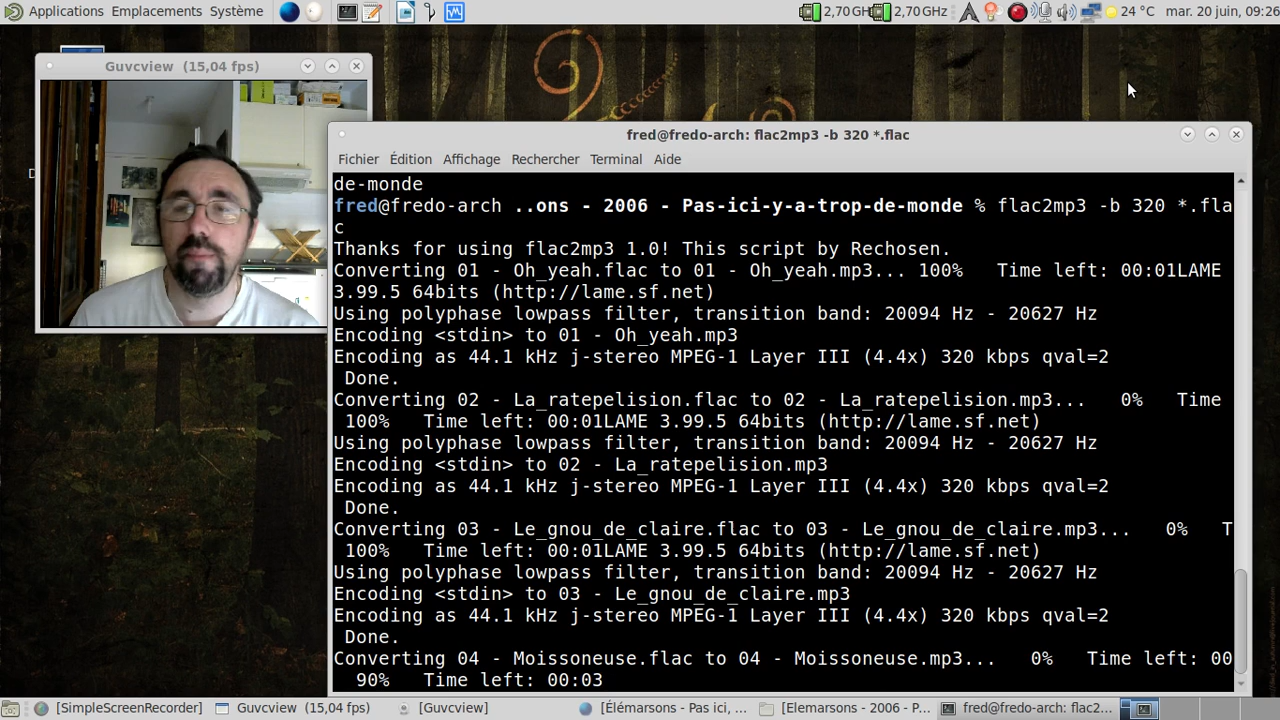 Applications Emplacements Système 2,70 GH 2,70 GHz 24 °C mar. 20 juin, 09:26
Guvcview (15,04 fps)
fred@fredo-arch: flac2mp3 -b 320 *.flac
Fichier Édition Affichage Rechercher Terminal Aide
de-monde
fred@fredo-arch ..ons - 2006 - Pas-ici-y-a-trop-de-monde % flac2mp3 -b 320 *.fla
c
Thanks for using flac2mp3 1.0! This script by Rechosen.
Converting 01 - Oh_yeah.flac to 01 - Oh_yeah.mp3... 100% Time left: 00:01LAME
3.99.5 64bits (http://lame.sf.net)
Using polyphase lowpass filter, transition band: 20094 Hz - 20627 Hz
Encoding <stdin> to 01 - Oh_yeah.mp3
Encoding as 44.1 kHz j-stereo MPEG-1 Layer III (4.4x) 320 kbps qval=2
Done.
Converting 02 - La_ratepelision.flac to 02 - La_ratepelision.mp3... 0% Time
100% Time left: 00:01LAME 3.99.5 64bits (http://lame.sf.net)
Using polyphase lowpass filter, transition band: 20094 Hz - 20627 Hz
Encoding <stdin> to 02 - La_ratepelision.mp3
Encoding as 44.1 kHz j-stereo MPEG-1 Layer III (4.4x) 320 kbps qval=2
Done.
Converting 03 - Le_gnou_de_claire.flac to 03 - Le_gnou_de_claire.mp3... 0% T
100% Time left: 00:01LAME 3.99.5 64bits (http://lame.sf.net)
Using polyphase lowpass filter, transition band: 20094 Hz - 20627 Hz
Encoding <stdin> to 03 - Le_gnou_de_claire.mp3
Encoding as 44.1 kHz j-stereo MPEG-1 Layer III (4.4x) 320 kbps qval=2
Done.
Converting 04 - Moissoneuse.flac to 04 - Moissoneuse.mp3... 0% Time left: 00
90% Time left: 00:03
[SimpleScreenRecorder] Guvcview (15,04 fps) [Guvcview] [Élémarsons - Pas ici, ... [Elemarsons - 2006 - P... fred@fredo-arch: flac2...